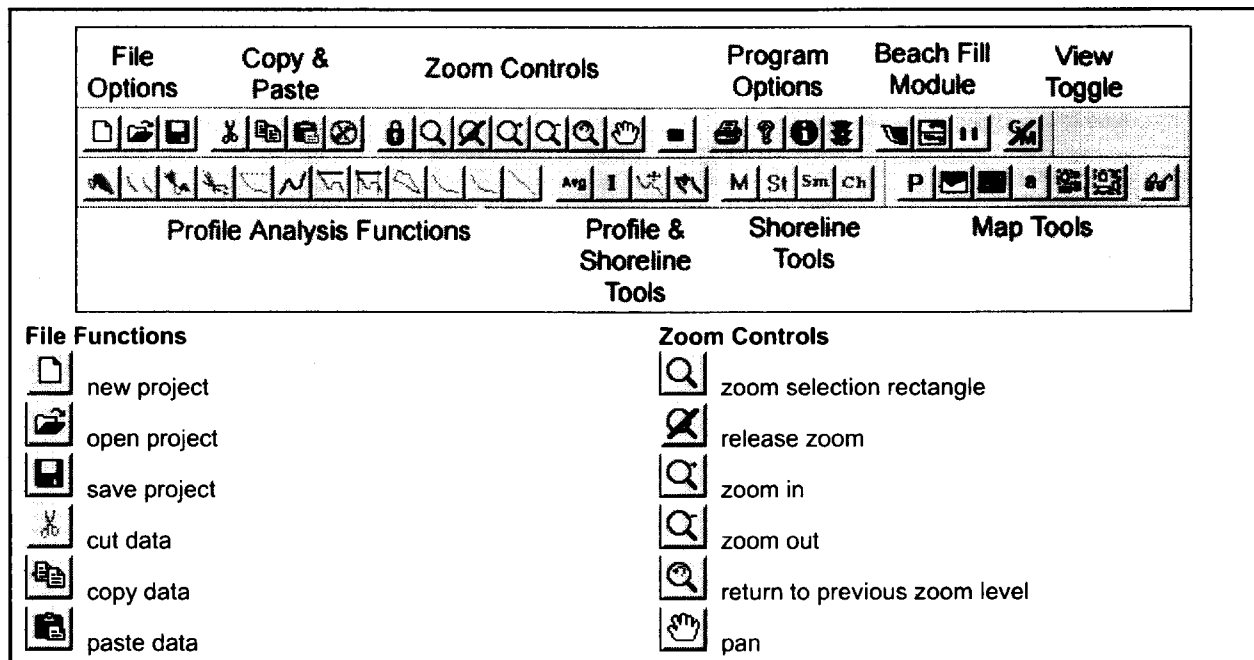 File Options
Copy & Paste
Zoom Controls
Program Options
Beach Fill Module
View Toggle
Avg I M St Sm Ch P a
Profile Analysis Functions
Profile & Shoreline Tools
Shoreline Tools
Map Tools
File Functions
new project
open project
save project
cut data
copy data
paste data
Zoom Controls
zoom selection rectangle
release zoom
zoom in
zoom out
return to previous zoom level
pan